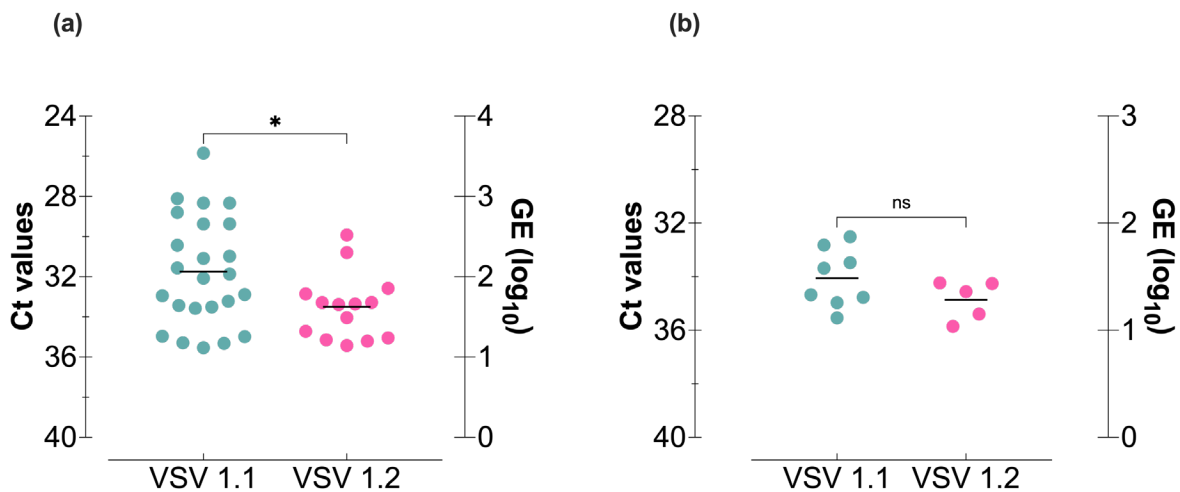 (a)
Ct values
24
28
32
36
40
*
4
3
2
1
0
GE (log10)
VSV 1.1
VSV 1.2
(b)
Ct values
28
32
36
40
ns
3
2
1
0
GE (log10)
VSV 1.1
VSV 1.2